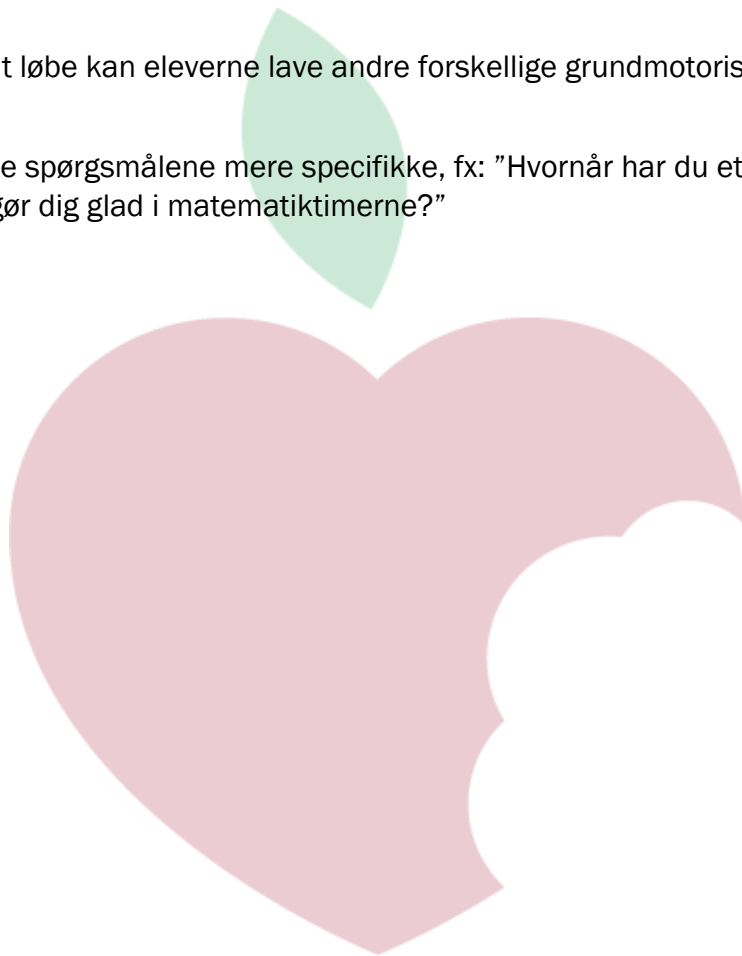 t løbe kan eleverne lave andre forskellige grundmotoris
e spørgsmålene mere specifikke, fx: ”Hvornår har du et
gør dig glad i matematiktimerne?”